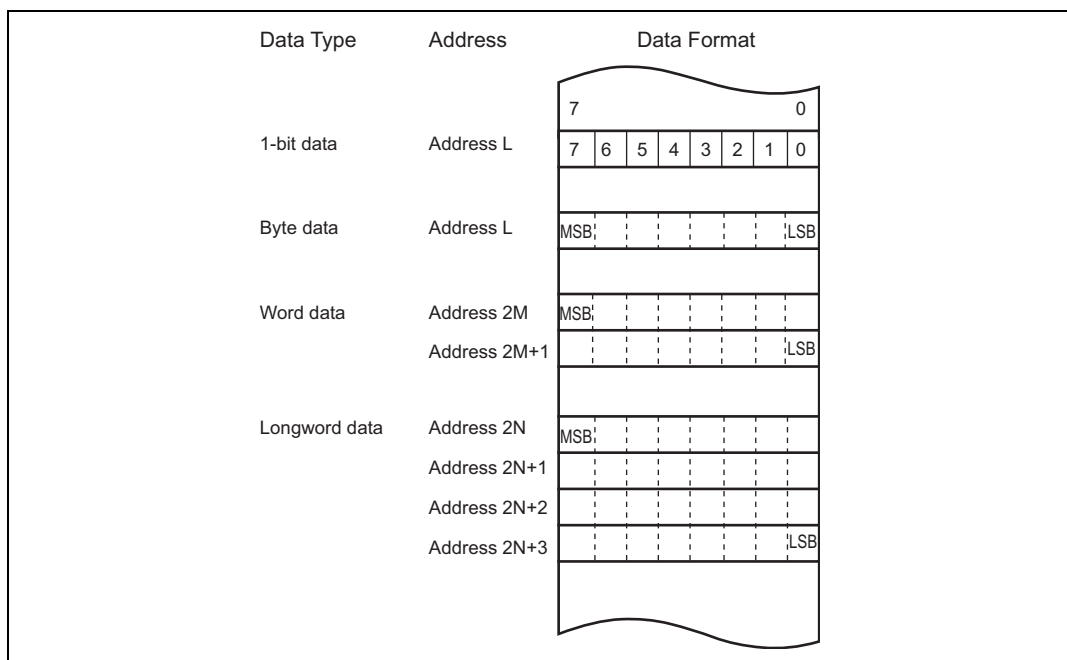 Data Type Address Data Format
7 0
1-bit data Address L 7 6 5 4 3 2 1 0
Byte data Address L MSB LSB
Word data Address 2M MSB
Address 2M+1 LSB
Longword data Address 2N MSB
Address 2N+1
Address 2N+2
Address 2N+3 LSB